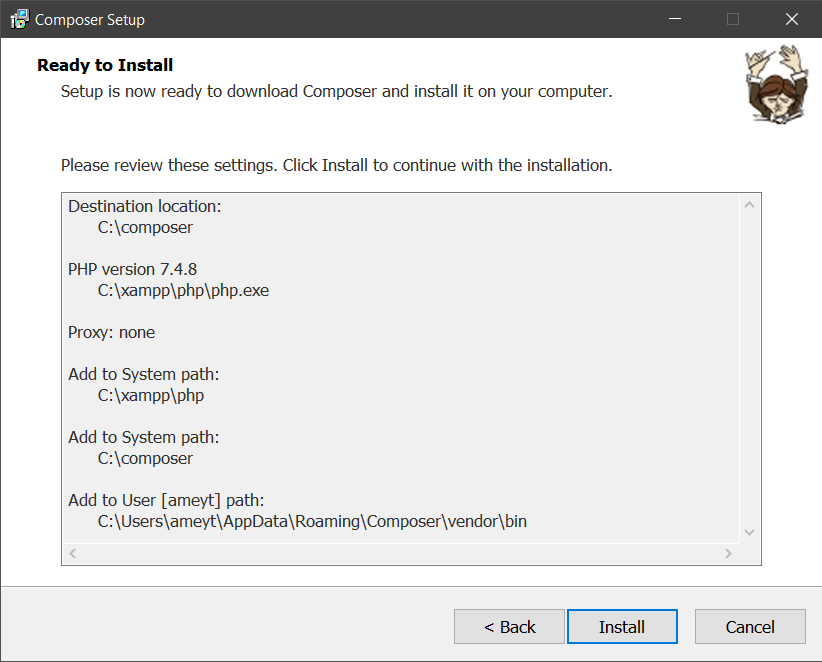 Composer Setup
Ready to Install
Setup is now ready to download Composer and install it on your computer.
Please review these settings. Click Install to continue with the installation.
Destination location:
C:\composer
PHP version 7.4.8
C:\xampp\php\php.exe
Proxy: none
Add to System path:
C:\xampp\php
Add to System path:
C:\composer
Add to User [ameyt] path:
C:\Users\ameyt\AppData\Roaming\Composer\vendor\bin
< Back
Install
Cancel